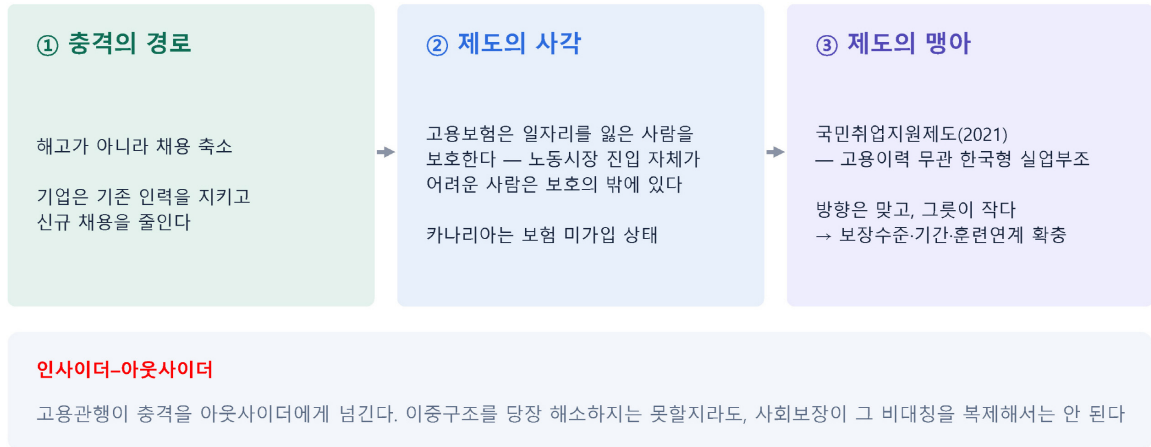 ① 충격의 경로
해고가 아니라 채용 축소
기업은 기존 인력을 지키고
신규 채용을 줄인다
② 제도의 사각
고용보험은 일자리를 잃은 사람을
보호한다 — 노동시장 진입 자체가
어려운 사람은 보호의 밖에 있다
카나리아는 보험 미가입 상태
③ 제도의 맹아
국민취업지원제도(2021)
— 고용이력 무관 한국형 실업부조
방향은 맞고, 그릇이 작다
→ 보장수준·기간·훈련연계 확충
인사이더–아웃사이더
고용관행이 충격을 아웃사이더에게 넘긴다. 이중구조를 당장 해소하지는 못할지라도, 사회보장이 그 비대칭을 복제해서는 안 된다